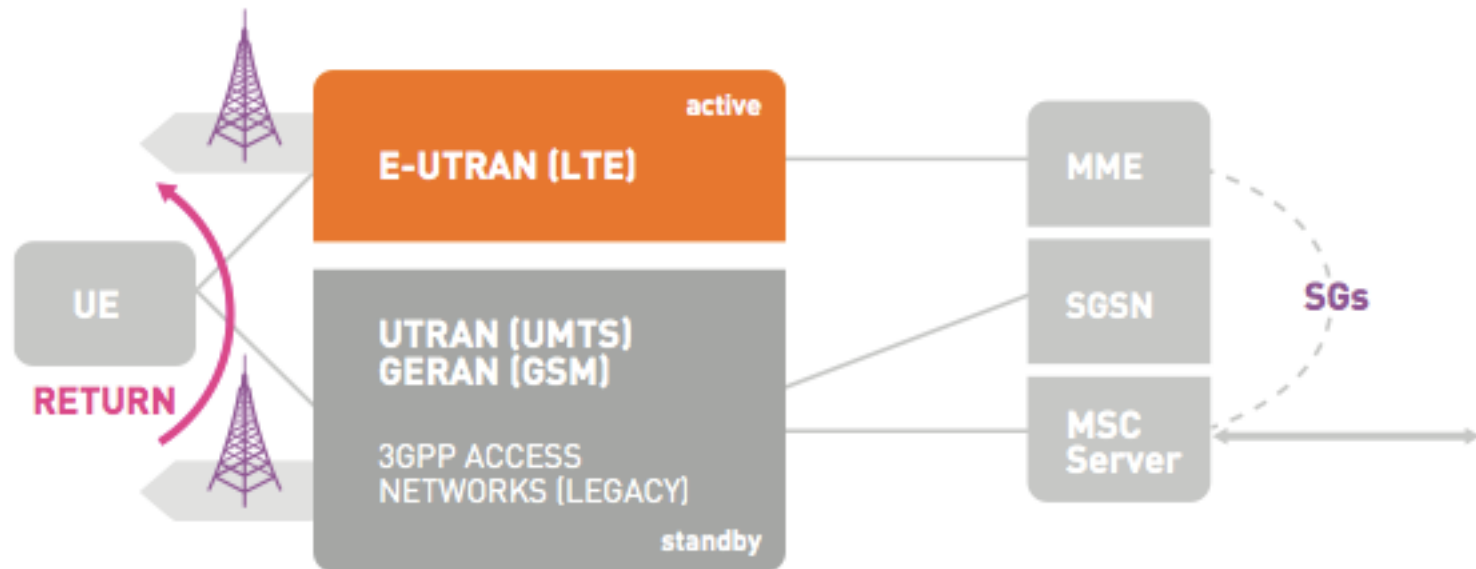 active
E-UTRAN (LTE)
MME
UE
SGs
SGSN
UTRAN (UMTS)
GERAN (GSM)
RETURN
MSC
Server
3GPP ACCESS
NETWORKS (LEGACY)
standby